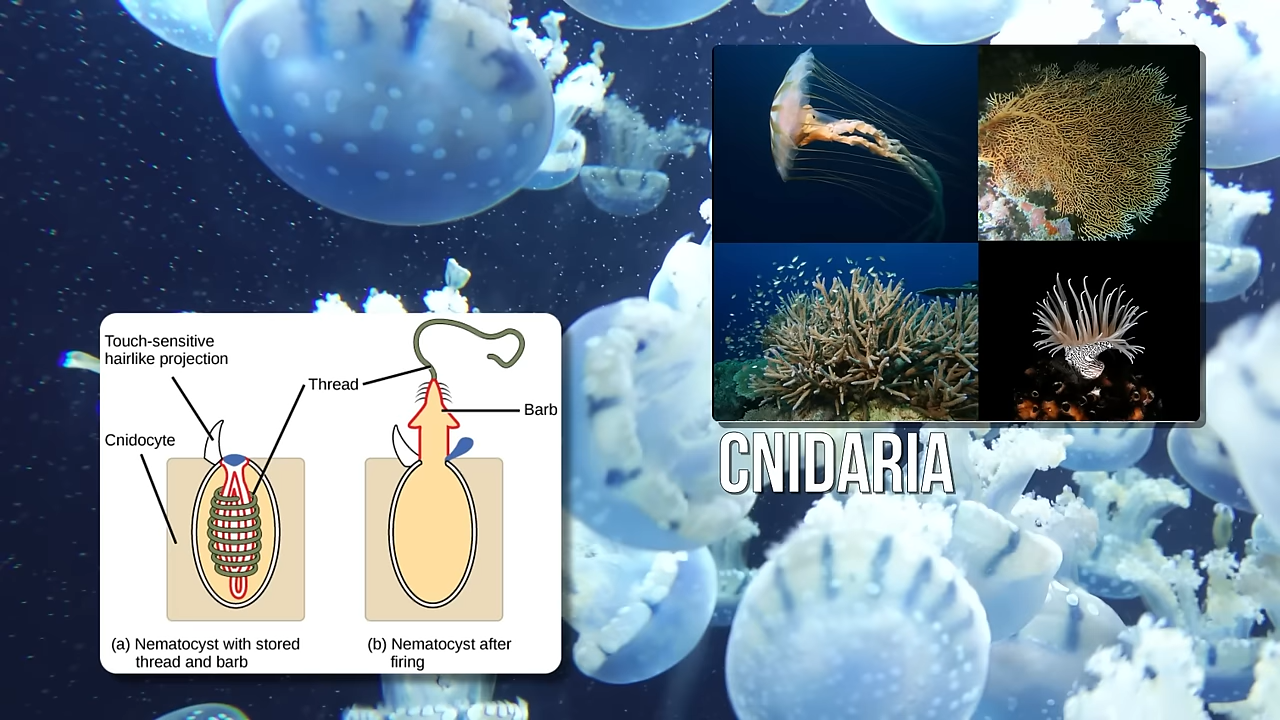 Touch-sensitive
hairlike projection
Thread
Barb
Cnidocyte
(a) Nematocyst with stored
thread and barb
(b) Nematocyst after
firing
CNIDARIA